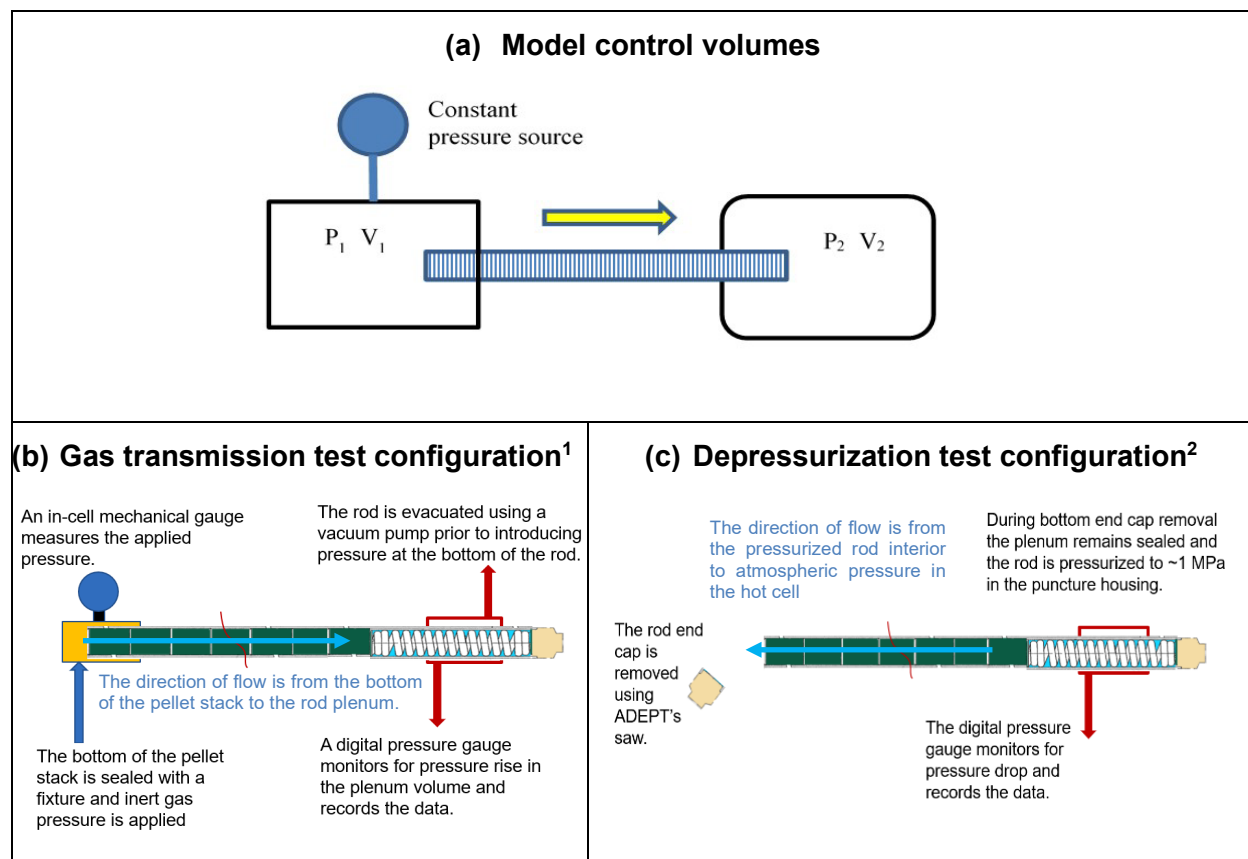 (a) Model control volumes
Constant
pressure source
P₁ V₁
P₂ V₂
(b) Gas transmission test configuration¹
An in-cell mechanical gauge
measures the applied
pressure.
The rod is evacuated using a
vacuum pump prior to introducing
pressure at the bottom of the rod.
The direction of flow is from the bottom
of the pellet stack to the rod plenum.
The bottom of the pellet
stack is sealed with a
fixture and inert gas
pressure is applied
A digital pressure gauge
monitors for pressure rise in
the plenum volume and
records the data.
(c) Depressurization test configuration²
The direction of flow is from
the pressurized rod interior
to atmospheric pressure in
the hot cell
During bottom end cap removal
the plenum remains sealed and
the rod is pressurized to ~1 MPa
in the puncture housing.
The rod end
cap is
removed
using
ADEPT's
saw.
The digital pressure
gauge monitors for
pressure drop and
records the data.